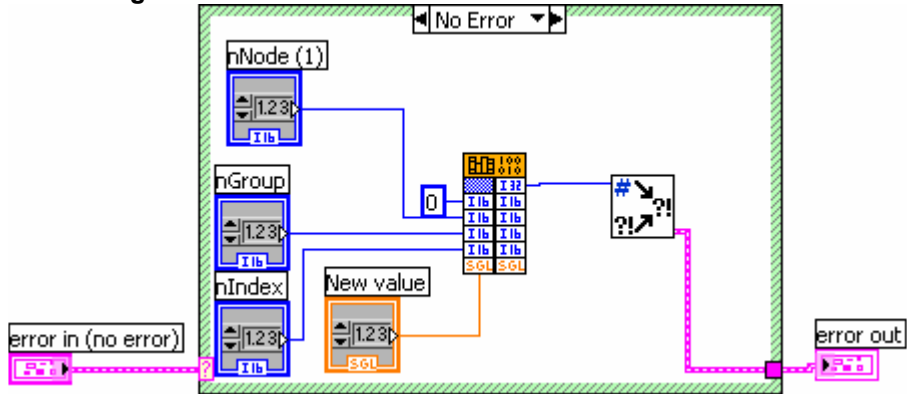 No Error
nNode (1)
1.23
I16
nGroup
1.23
I16
nIndex
1.23
I16
New value
1.23
SGL
0
I32
I16 I16
I16 I16
I16 I16
I16 I16
SGL SGL
#
?!
?!
error in (no error)
?
error out